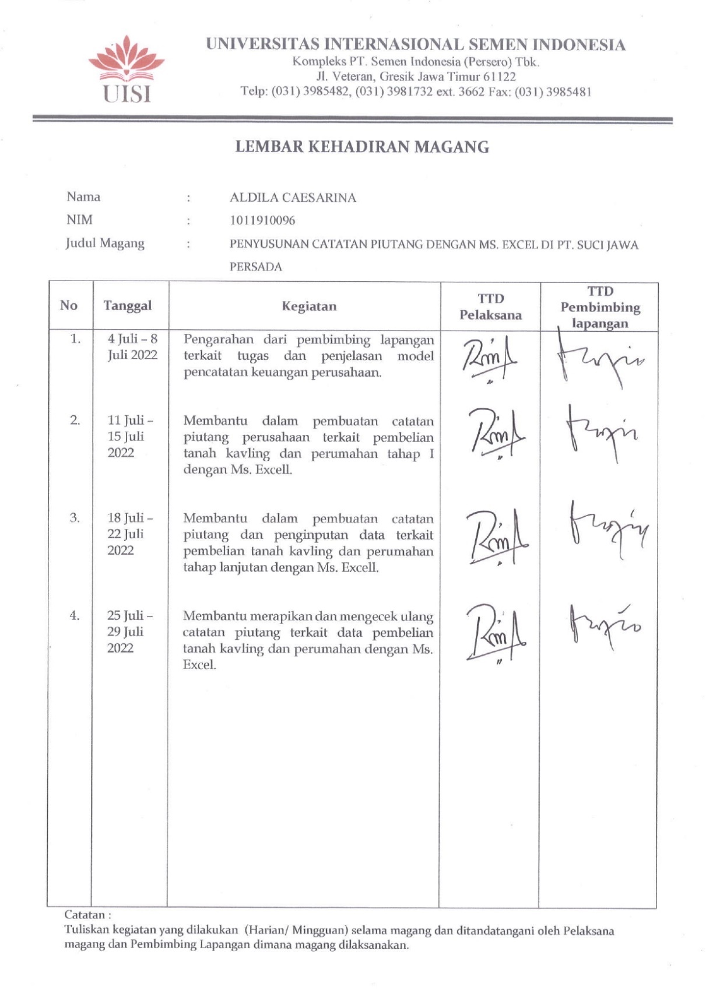 UISI
UNIVERSITAS INTERNASIONAL SEMEN INDONESIA
Kompleks PT. Semen Indonesia (Persero) Tbk.
Jl. Veteran, Gresik Jawa Timur 61122
Telp: (031) 3985482, (031) 3981732 ext. 3662 Fax: (031) 3985481
LEMBAR KEHADIRAN MAGANG
Nama : ALDILA CAESARINA
NIM : 1011910096
Judul Magang : PENYUSUNAN CATATAN PIUTANG DENGAN MS. EXCEL DI PT. SUCI JAWA
PERSADA
No Tanggal Kegiatan TTD Pelaksana TTD Pembimbing lapangan
1.
4 Juli – 8
Juli 2022
Pengarahan dari pembimbing lapangan
terkait tugas dan penjelasan model
pencatatan keuangan perusahaan.
2.
11 Juli –
15 Juli
2022
Membantu dalam pembuatan catatan
piutang perusahaan terkait pembelian
tanah kavling dan perumahan tahap I
dengan Ms. Excell.
3.
18 Juli –
22 Juli
2022
Membantu dalam pembuatan catatan
piutang dan penginputan data terkait
pembelian tanah kavling dan perumahan
tahap lanjutan dengan Ms. Excell.
4.
25 Juli –
29 Juli
2022
Membantu merapikan dan mengecek ulang
catatan piutang terkait data pembelian
tanah kavling dan perumahan dengan Ms.
Excel.
Catatan :
Tuliskan kegiatan yang dilakukan (Harian/ Mingguan) selama magang dan ditandatangani oleh Pelaksana
magang dan Pembimbing Lapangan dimana magang dilaksanakan.